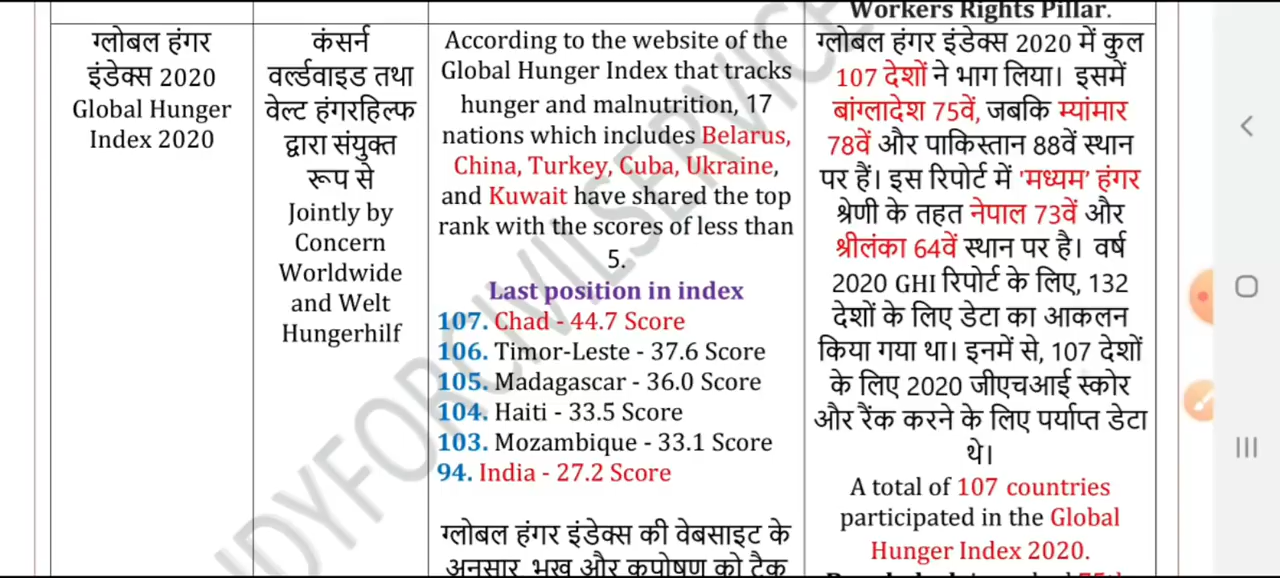 Workers Rights Pillar.
ग्लोबल हंगर
इंडेक्स 2020
Global Hunger
Index 2020
कंसर्न
वर्ल्डवाइड तथा
वेल्ट हंगरहिल्फ
द्वारा संयुक्त
रूप से
Jointly by
Concern
Worldwide
and Welt
Hungerhilf
According to the website of the
Global Hunger Index that tracks
hunger and malnutrition, 17
nations which includes Belarus,
China, Turkey, Cuba, Ukraine,
and Kuwait have shared the top
rank with the scores of less than
5.
Last position in index
107. Chad - 44.7 Score
106. Timor-Leste - 37.6 Score
105. Madagascar - 36.0 Score
104. Haiti - 33.5 Score
103. Mozambique - 33.1 Score
94. India - 27.2 Score
ग्लोबल हंगर इंडेक्स की वेबसाइट के
अनुसार, भूख और कुपोषण को ट्रैक
ग्लोबल हंगर इंडेक्स 2020 में कुल
107 देशों ने भाग लिया। इसमें
बांग्लादेश 75वें, जबकि म्यांमार
78वें और पाकिस्तान 88वें स्थान
पर हैं। इस रिपोर्ट में 'मध्यम' हंगर
श्रेणी के तहत नेपाल 73वें और
श्रीलंका 64वें स्थान पर है। वर्ष
2020 GHI रिपोर्ट के लिए, 132
देशों के लिए डेटा का आकलन
किया गया था। इनमें से, 107 देशों
के लिए 2020 जीएचआई स्कोर
और रैंक करने के लिए पर्याप्त डेटा
थे।
A total of 107 countries
participated in the Global
Hunger Index 2020.